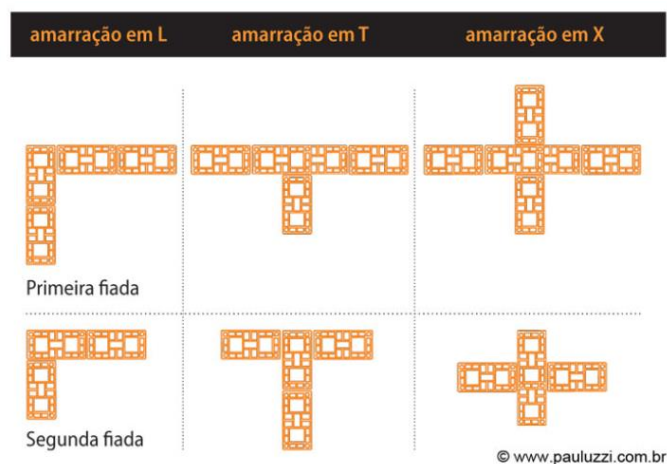 amarração em L amarração em T amarração em X
Primeira fiada
Segunda fiada
© www.pauluzzi.com.br